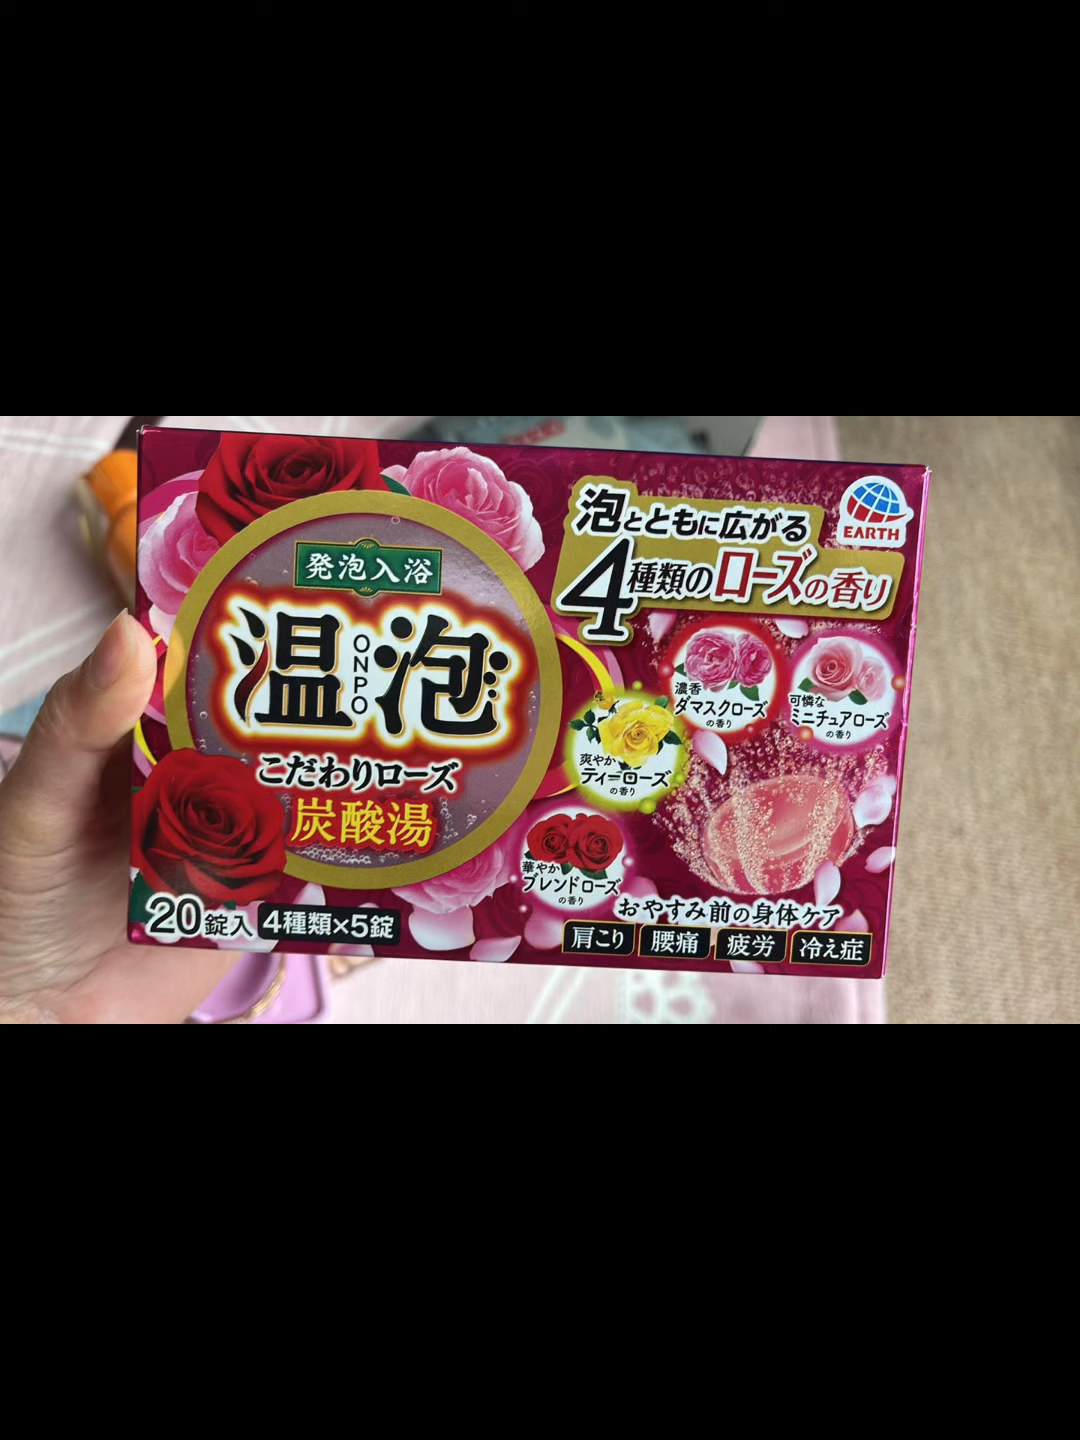 発泡入浴
温泡
ONPO
こだわりローズ
炭酸湯
20錠入 4種類×5錠
泡とともに広がる
4種類のローズの香り
EARTH
濃香
ダマスクローズ
の香り
可憐な
ミニチュアローズ
の香り
爽やか
ティーローズ
の香り
華やか
ブレンドローズ
の香り
おやすみ前の身体ケア
肩こり 腰痛 疲労 冷え症